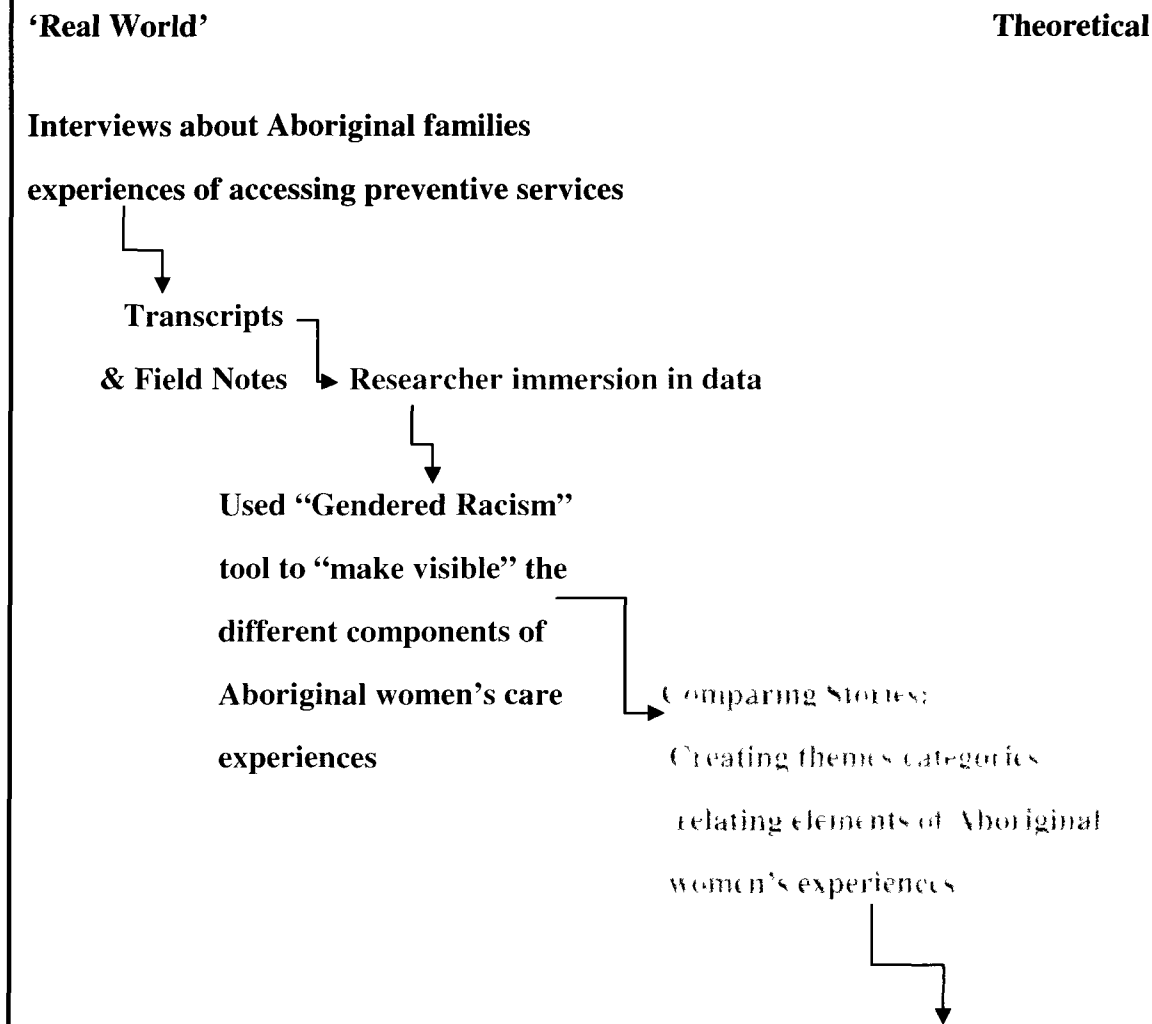 ‘Real World’ Theoretical
Interviews about Aboriginal families
experiences of accessing preventive services
Transcripts
& Field Notes Researcher immersion in data
Used “Gendered Racism”
tool to “make visible” the
different components of
Aboriginal women’s care
experiences
Comparing Stories:
Creating themes categories
relating elements of Aboriginal
women’s experiences